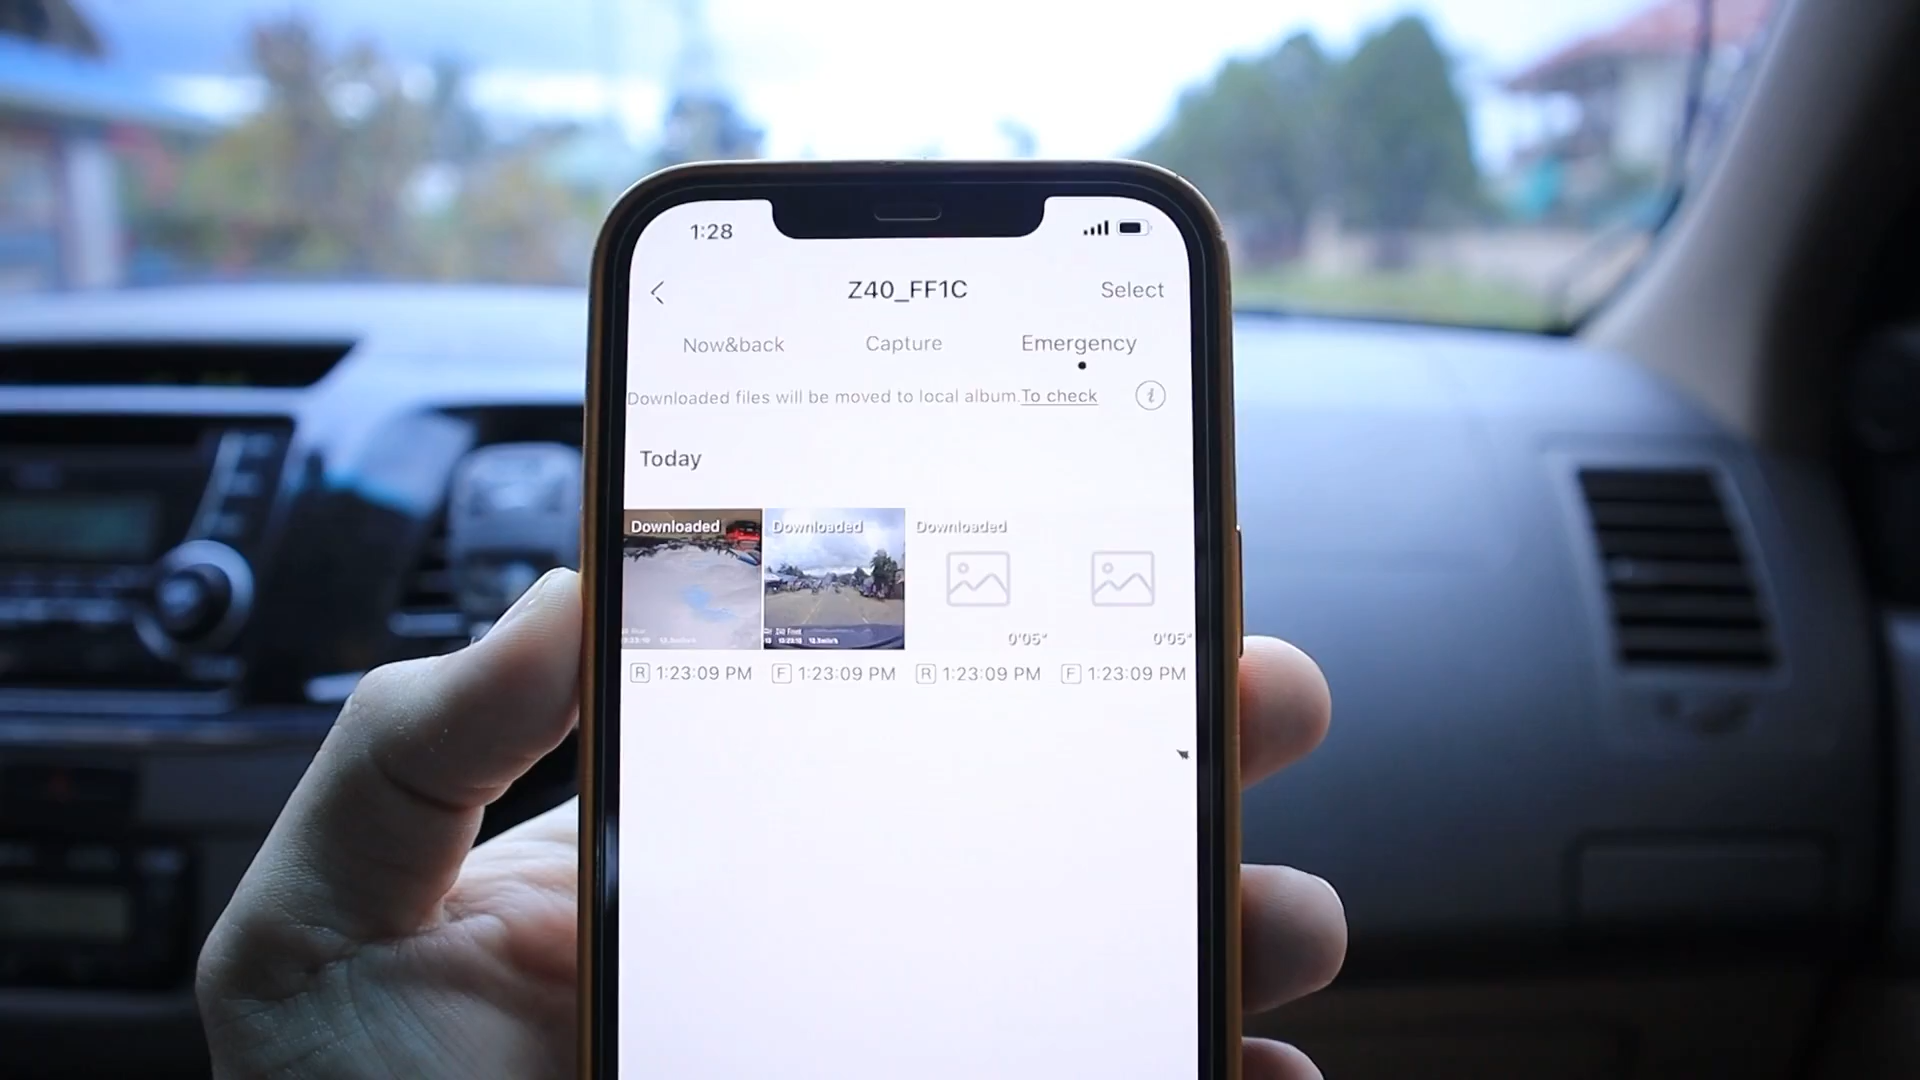 1:28
Z40_FF1C Select
Now&back Capture Emergency
Downloaded files will be moved to local album.To check i
Today
Downloaded Downloaded Downloaded
0'05" 0'05"
R 1:23:09 PM F 1:23:09 PM R 1:23:09 PM F 1:23:09 PM